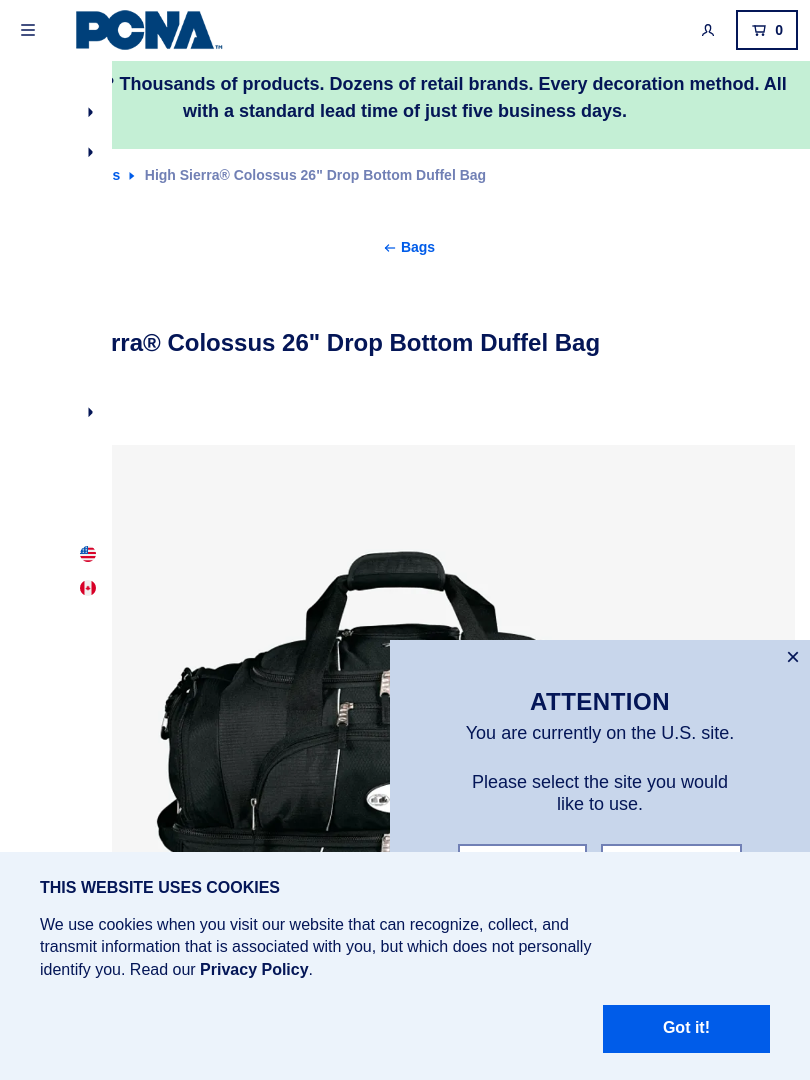 PCNA™
0
? Thousands of products. Dozens of retail brands. Every decoration method. All
with a standard lead time of just five business days.
s High Sierra® Colossus 26" Drop Bottom Duffel Bag
← Bags
rra® Colossus 26" Drop Bottom Duffel Bag
ATTENTION
You are currently on the U.S. site.
Please select the site you would
like to use.
THIS WEBSITE USES COOKIES
We use cookies when you visit our website that can recognize, collect, and
transmit information that is associated with you, but which does not personally
identify you. Read our Privacy Policy.
Got it!